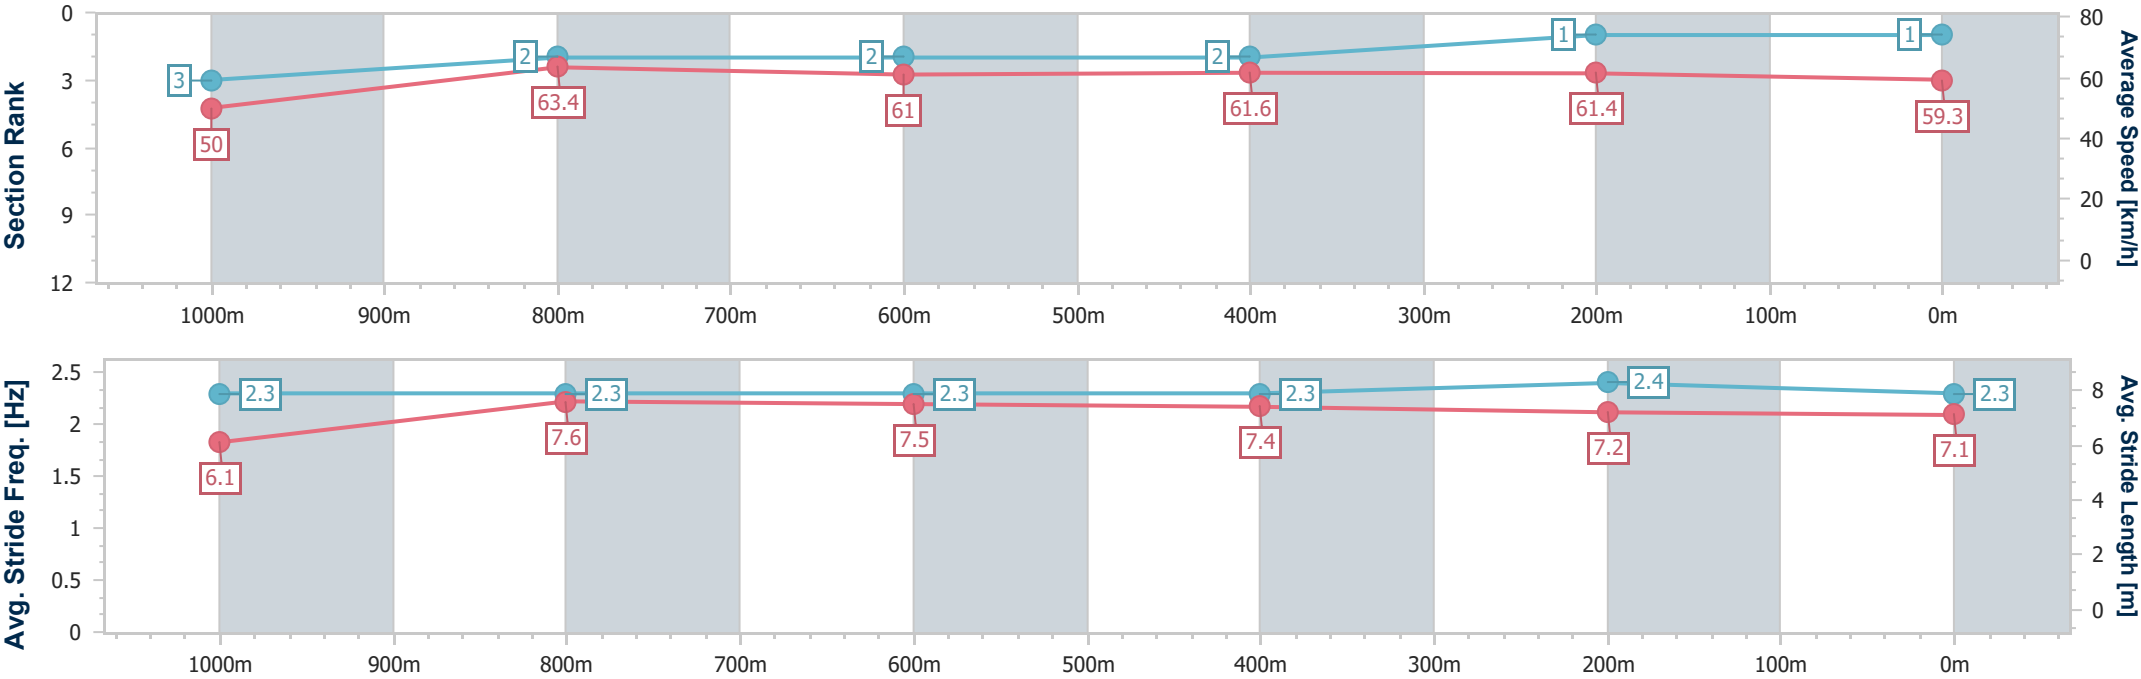 Section Rank
0
3
6
9
12
3
2
2
2
1
1
50
63.4
61
61.6
61.4
59.3
80
60
40
20
0
Average Speed [km/h]
1000m
900m
800m
700m
600m
500m
400m
300m
200m
100m
0m
Avg. Stride Freq. [Hz]
2.5
2
1.5
1
0.5
0
2.3
2.3
2.3
2.3
2.4
2.3
6.1
7.6
7.5
7.4
7.2
7.1
8
6
4
2
0
Avg. Stride Length [m]
1000m
900m
800m
700m
600m
500m
400m
300m
200m
100m
0m